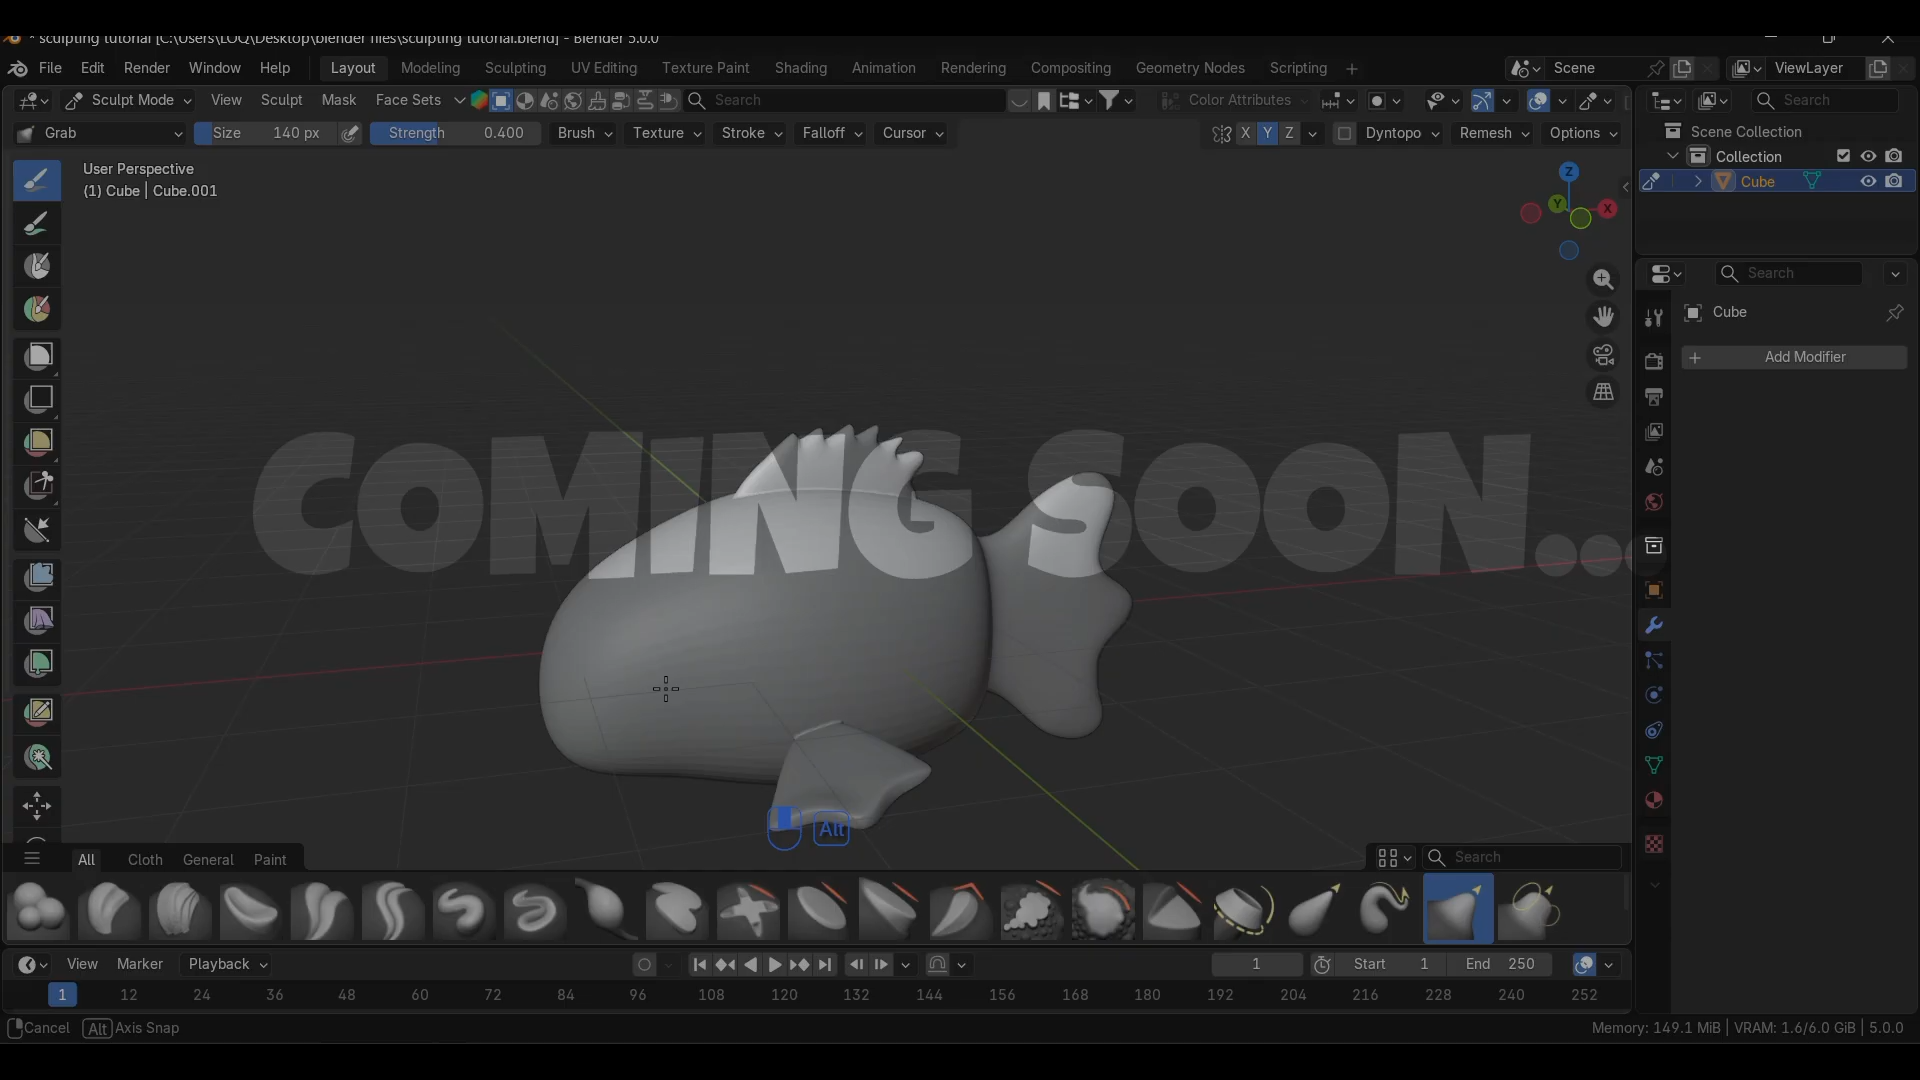 * sculpting tutorial [C:\Users\LOQ\Desktop\blender files\sculpting tutorial.blend] - Blender 5.0.0
File Edit Render Window Help Layout Modeling Sculpting UV Editing Texture Paint Shading Animation Rendering Compositing Geometry Nodes Scripting + Scene ViewLayer
Sculpt Mode View Sculpt Mask Face Sets Search Color Attributes Search
Grab Size 140 px Strength 0.400 Brush Texture Stroke Falloff Cursor X Y Z Dyntopo Remesh Options
Scene Collection
Collection
Cube
User Perspective
(1) Cube | Cube.001
Z
Y
X
Search
Cube
+ Add Modifier
COMING SOON...
Alt
All Cloth General Paint Search
View Marker Playback 1 Start 1 End 250
1 12 24 36 48 60 72 84 96 108 120 132 144 156 168 180 192 204 216 228 240 252
Cancel Alt Axis Snap Memory: 149.1 MiB | VRAM: 1.6/6.0 GiB | 5.0.0